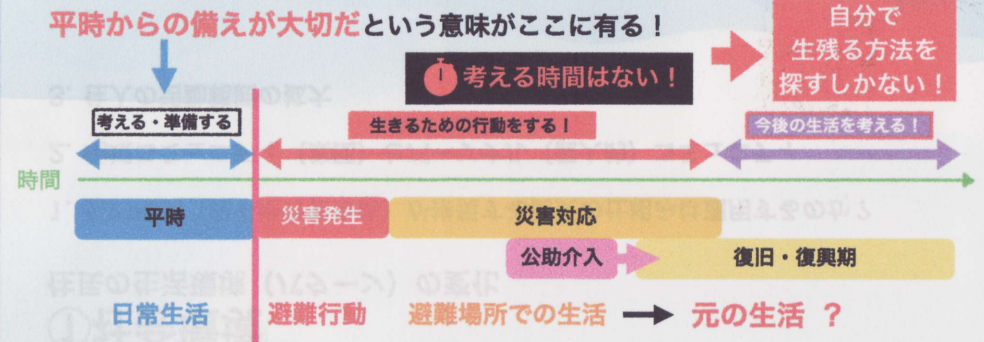 平時からの備えが大切だという意味がここに有る！
自分で
生残る方法を
探すしかない！
考える時間はない！
考える・準備する
生きるための行動をする！
今後の生活を考える！
時間
平時
災害発生
災害対応
公助介入
復旧・復興期
日常生活
避難行動
避難場所での生活
元の生活 ？